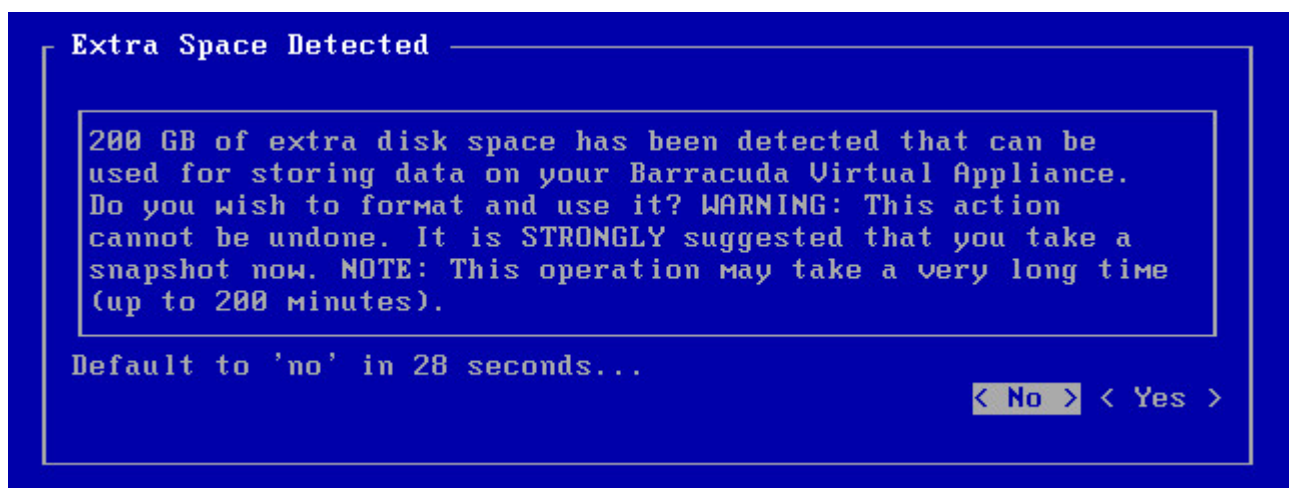 Extra Space Detected
200 GB of extra disk space has been detected that can be
used for storing data on your Barracuda Virtual Appliance.
Do you wish to format and use it? WARNING: This action
cannot be undone. It is STRONGLY suggested that you take a
snapshot now. NOTE: This operation may take a very long time
(up to 200 minutes).
Default to 'no' in 28 seconds...
< No > < Yes >